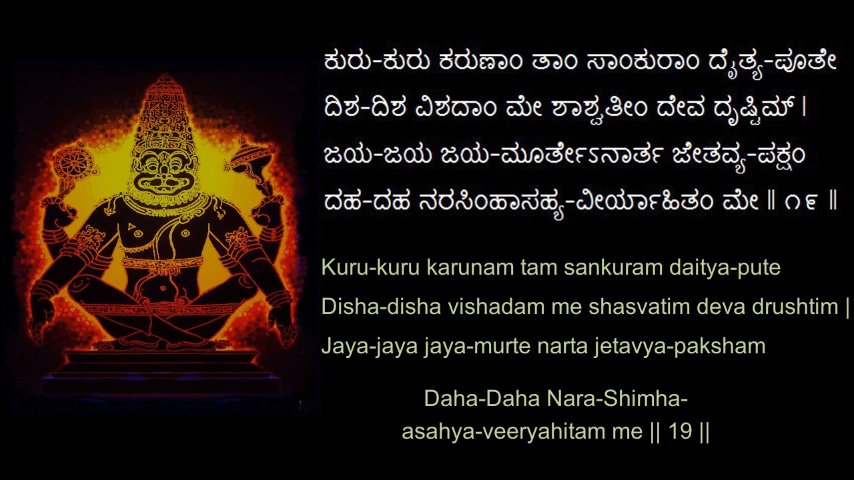 ಕುರು-ಕುರು ಕರುಣಾಂ ತಾಂ ಸಾಂಕುರಾಂ ದೈತ್ಯ-ಪೂತೇ
ದಿಶ-ದಿಶ ವಿಶದಾಂ ಮೇ ಶಾಶ್ವತೀಂ ದೇವ ದೃಷ್ಟಿಮ್ |
ಜಯ-ಜಯ ಜಯ-ಮೂರ್ತೇಽನಾರ್ತ ಜೇತವ್ಯ-ಪಕ್ಷಂ
ದಹ-ದಹ ನರಸಿಂಹಾಸಹ್ಯ-ವೀರ್ಯಾಹಿತಂ ಮೇ || ೧೯ ||
Kuru-kuru karunam tam sankuram daitya-pute
Disha-disha vishadam me shasvatim deva drushtim |
Jaya-jaya jaya-murte narta jetavya-paksham
Daha-Daha Nara-Shimha-
asahya-veeryahitam me || 19 ||